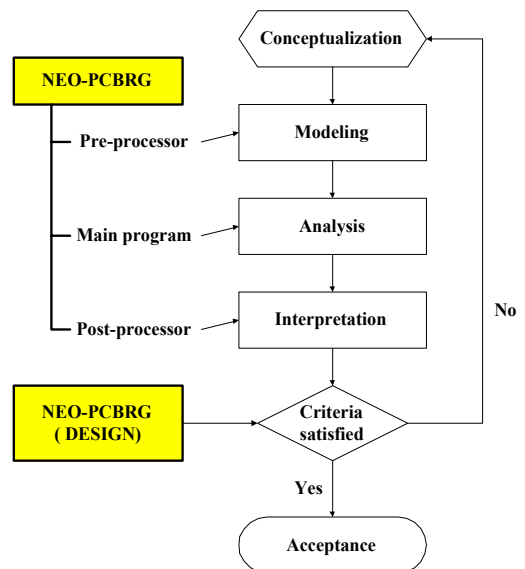 Conceptualization
NEO-PCBRG
Pre-processor
Modeling
Main program
Analysis
Post-processor
Interpretation
No
NEO-PCBRG
( DESIGN)
Criteria
satisfied
Yes
Acceptance